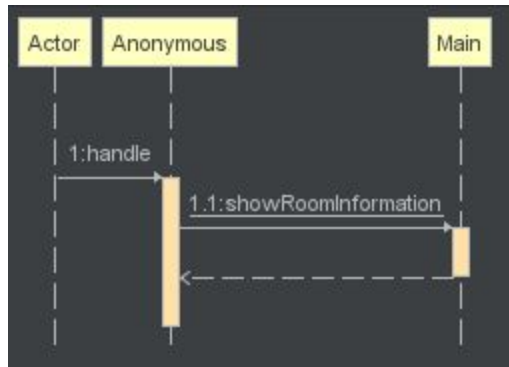 Actor
Anonymous
Main
1:handle
1.1:showRoomInformation